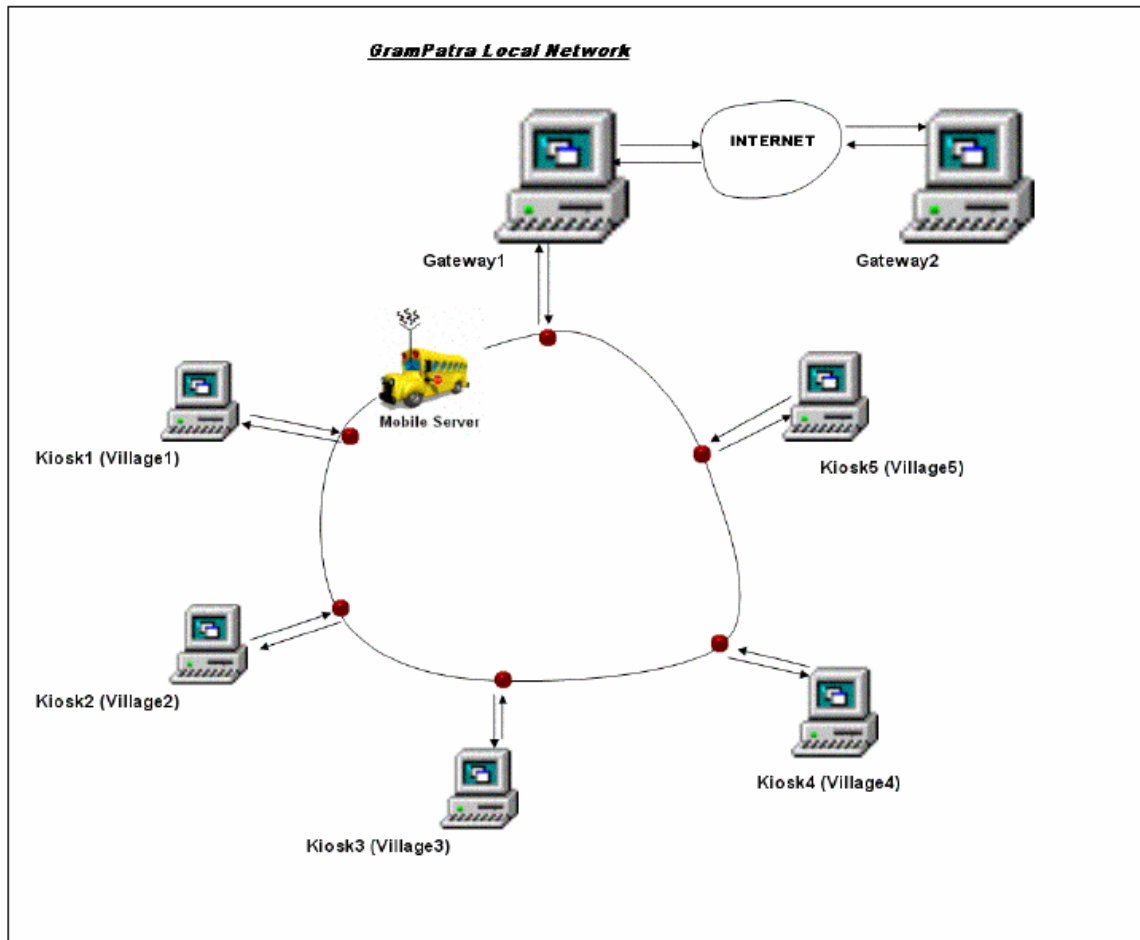 GramPatra Local Network
INTERNET
Gateway1
Gateway2
Mobile Server
Kiosk1 (Village1)
Kiosk5 (Village5)
Kiosk2 (Village2)
Kiosk4 (Village4)
Kiosk3 (Village3)